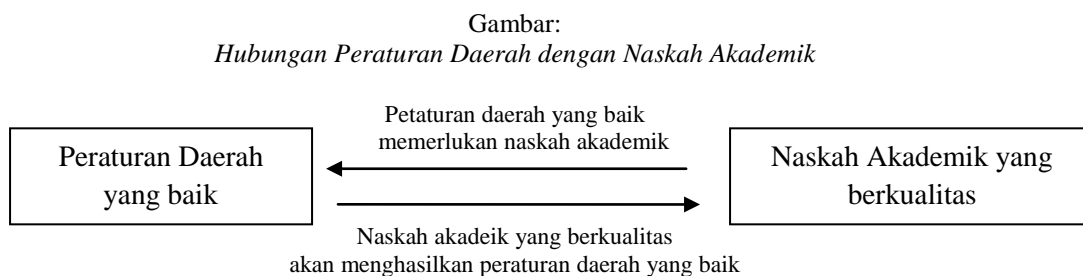 Gambar:
Hubungan Peraturan Daerah dengan Naskah Akademik
Petaturan daerah yang baik
memerlukan naskah akademik
Peraturan Daerah
yang baik
Naskah Akademik yang
berkualitas
Naskah akadeik yang berkualitas
akan menghasilkan peraturan daerah yang baik